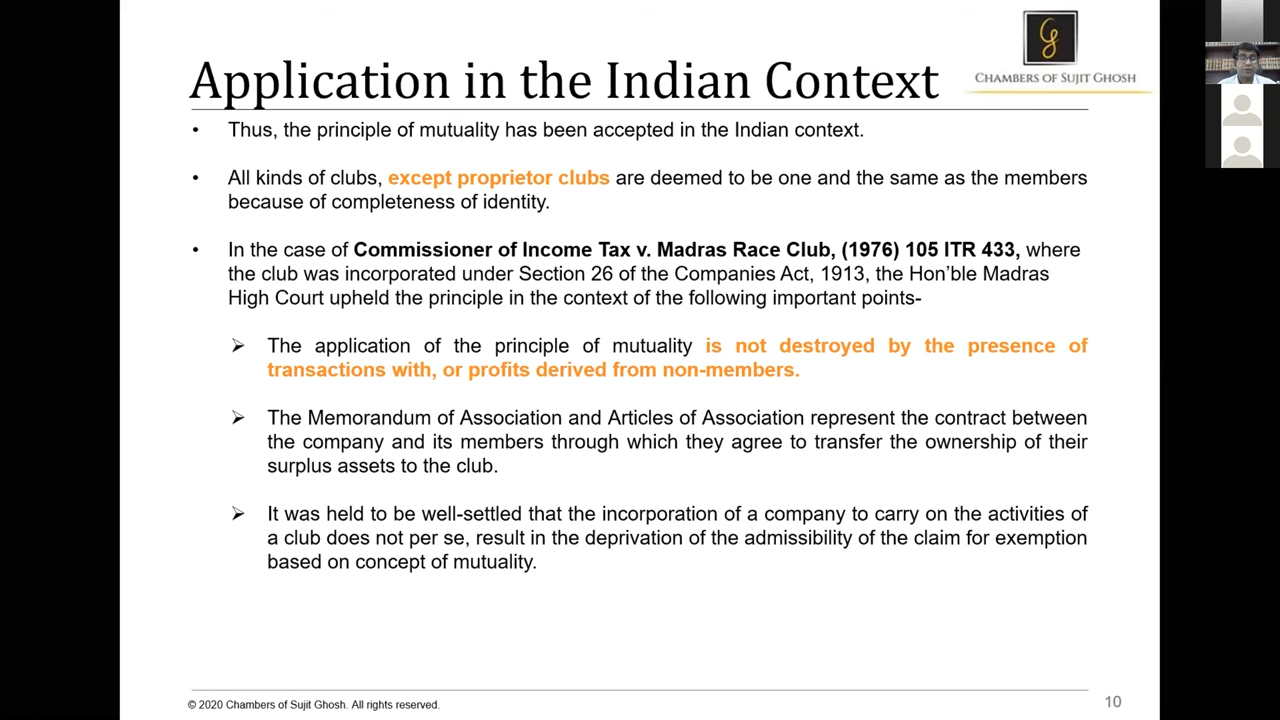 Application in the Indian Context
CHAMBERS OF SUJIT GHOSH
• Thus, the principle of mutuality has been accepted in the Indian context.
• All kinds of clubs, except proprietor clubs are deemed to be one and the same as the members
because of completeness of identity.
• In the case of Commissioner of Income Tax v. Madras Race Club, (1976) 105 ITR 433, where
the club was incorporated under Section 26 of the Companies Act, 1913, the Hon'ble Madras
High Court upheld the principle in the context of the following important points-
➢ The application of the principle of mutuality is not destroyed by the presence of
transactions with, or profits derived from non-members.
➢ The Memorandum of Association and Articles of Association represent the contract between
the company and its members through which they agree to transfer the ownership of their
surplus assets to the club.
➢ It was held to be well-settled that the incorporation of a company to carry on the activities of
a club does not per se, result in the deprivation of the admissibility of the claim for exemption
based on concept of mutuality.
© 2020 Chambers of Sujit Ghosh. All rights reserved.
10